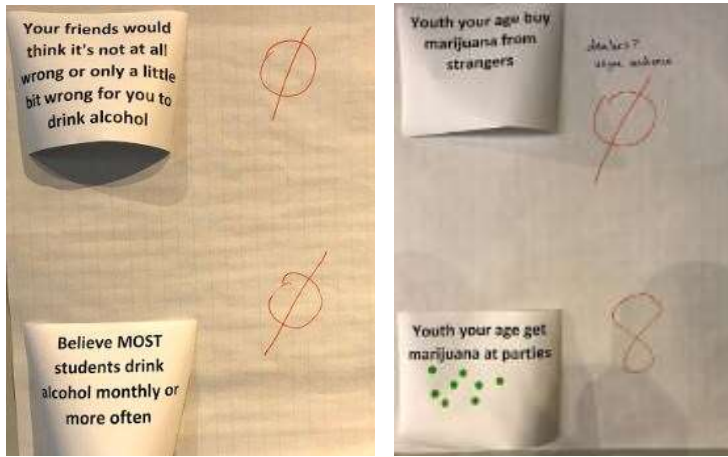 Your friends would
think it's not at all
wrong or only a little
bit wrong for you to
drink alcohol
Ø
Believe MOST
students drink
alcohol monthly or
more often
Ø
Youth your age buy
marijuana from
strangers
dealers?
Ø
Youth your age get
marijuana at parties
8